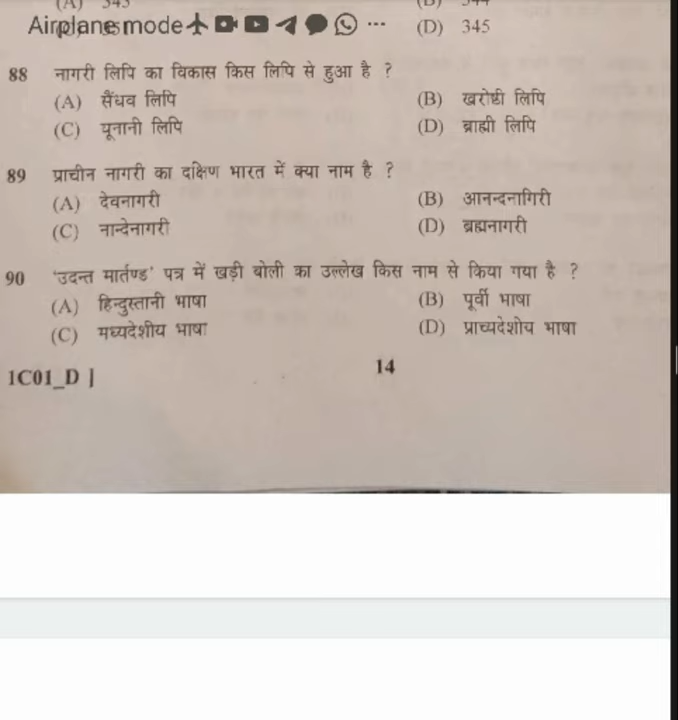 (A) 343
Airplane mode
(D) 345
88 नागरी लिपि का विकास किस लिपि से हुआ है ?
(A) सैंधव लिपि (B) खरोष्ठी लिपि
(C) यूनानी लिपि (D) ब्राह्मी लिपि
89 प्राचीन नागरी का दक्षिण भारत में क्या नाम है ?
(A) देवनागरी (B) आनन्दनागिरी
(C) नान्देनागरी (D) ब्रह्मनागरी
90 'उदन्त मार्तण्ड' पत्र में खड़ी बोली का उल्लेख किस नाम से किया गया है ?
(A) हिन्दुस्तानी भाषा (B) पूर्वी भाषा
(C) मध्यदेशीय भाषा (D) प्राच्यदेशीय भाषा
1C01_D ] 14